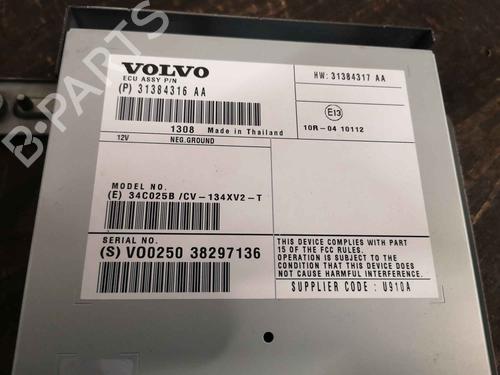 VOLVO
ECU ASSY P/N
(P) 31384316 AA
HW: 31384317 AA
E13
10R-04 10112
1308 Made in Thailand
12V NEG.GROUND
MODEL NO.
(E) 34C025B /CV-134XV2-T
SERIAL NO.
(S) VO0250 38297136
THIS DEVICE COMPLIES WITH PART
15 OF THE FCC RULES.
OPERATION IS SUBJECT TO THE
CONDITION THAT THIS DEVICE DOES
NOT CAUSE HARMFUL INTERFERENCE.
SUPPLIER CODE : U910A
B-Parts